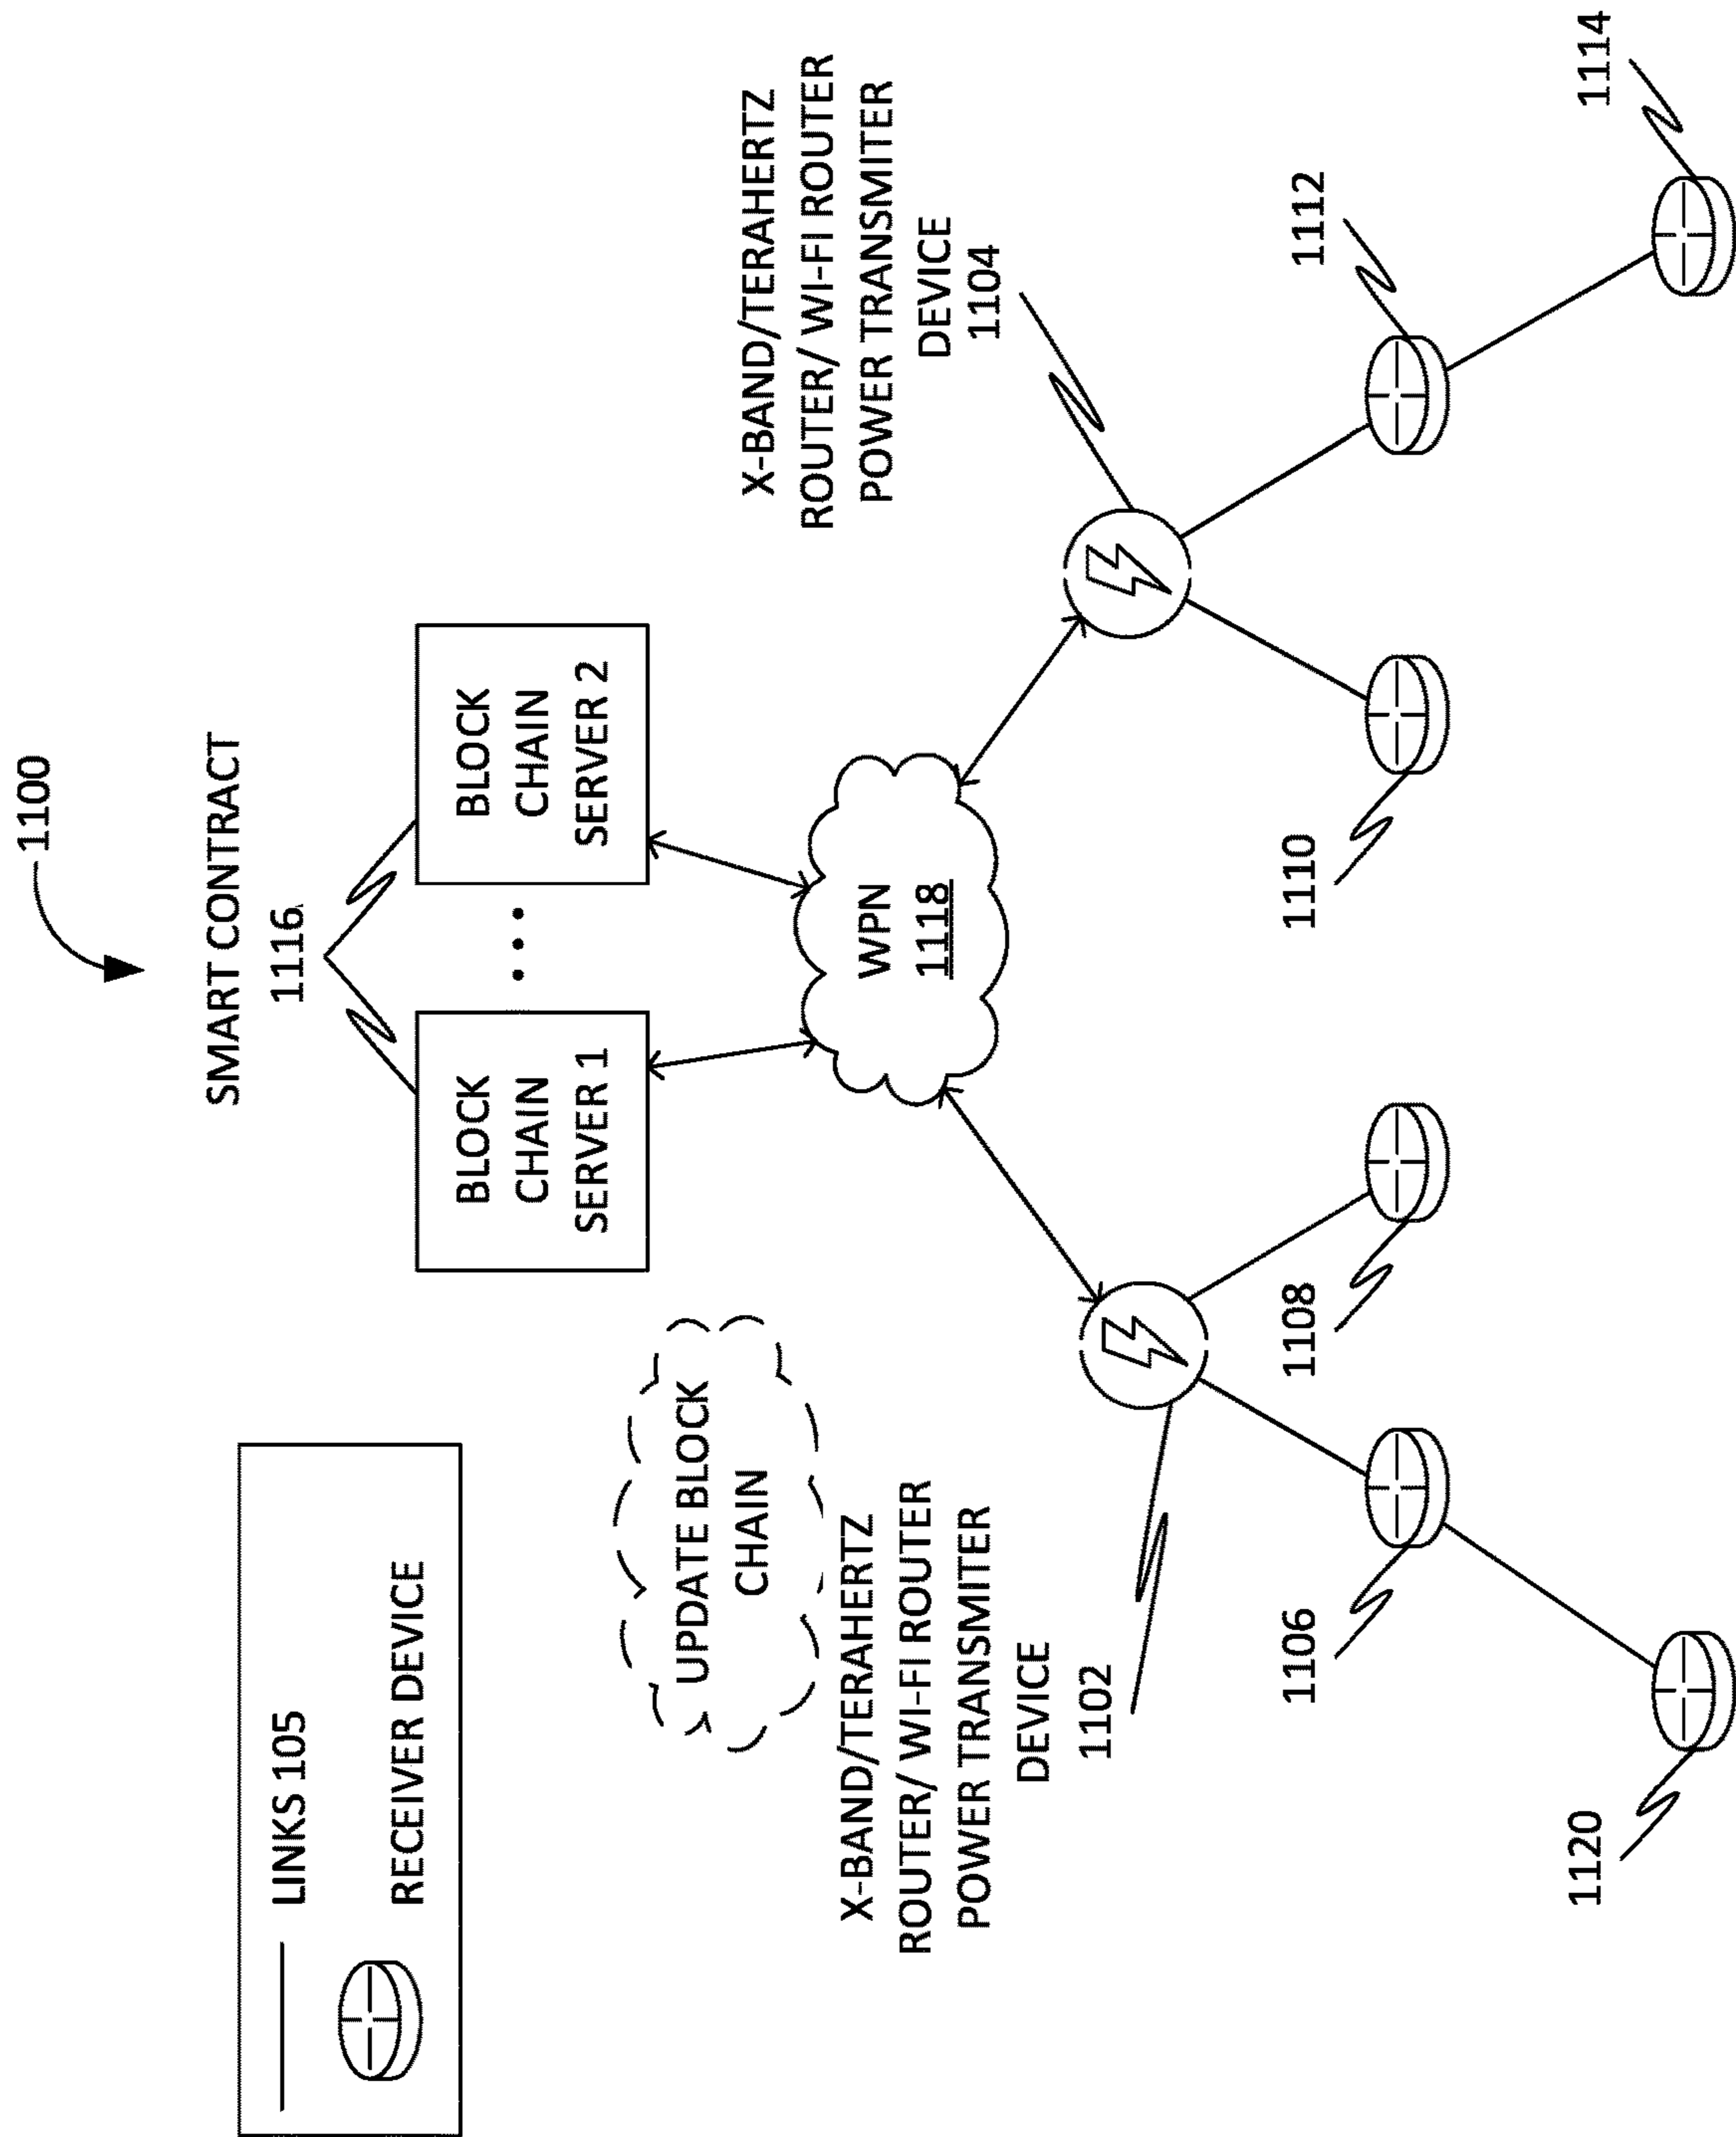 1100
LINKS 105
RECEIVER DEVICE
SMART CONTRACT
1116
BLOCK
CHAIN
SERVER 1
BLOCK
CHAIN
SERVER 2
UPDATE BLOCK
CHAIN
WPN
1118
X-BAND/TERAHERTZ
ROUTER/ WI-FI ROUTER
POWER TRANSMITER
DEVICE
1102
X-BAND/TERAHERTZ
ROUTER/ WI-FI ROUTER
POWER TRANSMITER
DEVICE
1104
1106
1108
1110
1112
1120
1114